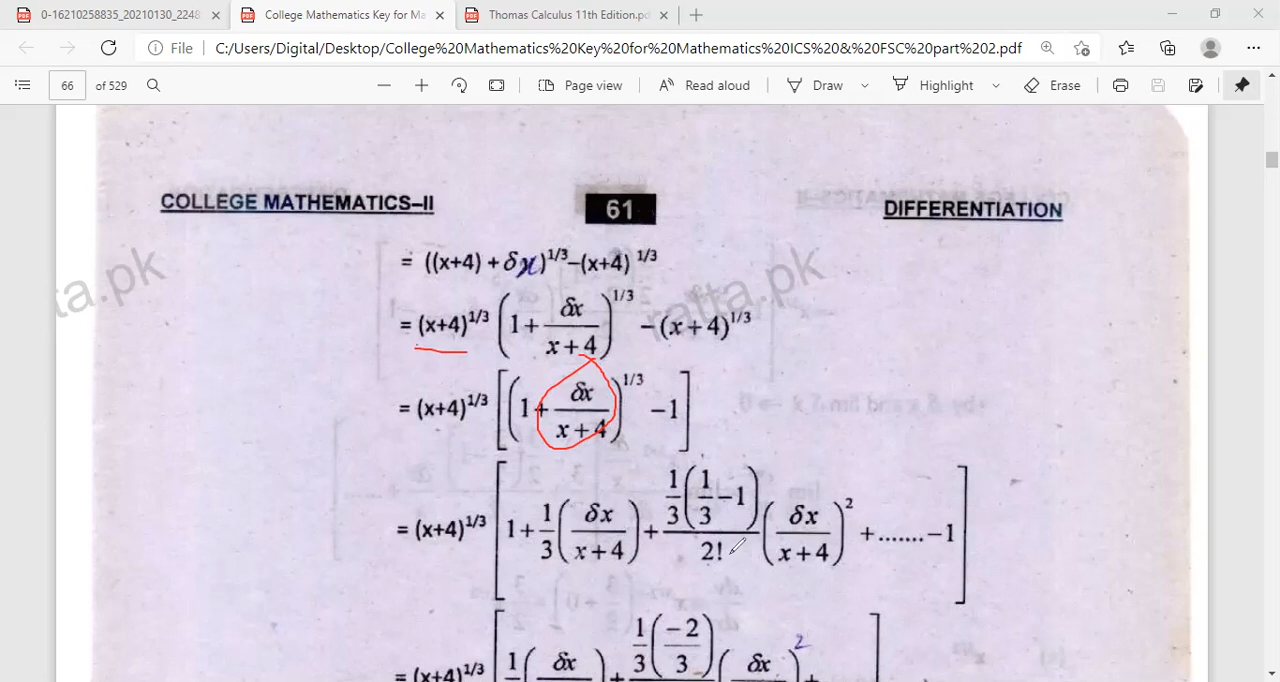 0-16210258835_20210130_2248
College Mathematics Key for Ma
Thomas Calculus 11th Edition.pd
File
C:/Users/Digital/Desktop/College%20Mathematics%20Key%20for%20Mathematics%20ICS%20&%20FSC%20part%202.pdf
66 of 529
Page view
Read aloud
Draw
Highlight
Erase
COLLEGE MATHEMATICS–II 61 DIFFERENTIATION
= ((x+4) + δx)^1/3 –(x+4)^1/3
= (x+4)^1/3 (1 + δx/(x+4))^1/3 – (x+4)^1/3
= (x+4)^1/3 [(1 + δx/(x+4))^1/3 – 1]
= (x+4)^1/3 [1 + 1/3 (δx/(x+4)) + (1/3 (1/3 – 1))/2! (δx/(x+4))^2 + ........ – 1]
= (x+4)^1/3 [1/ (δx/ ) + 1/3 (–2/3)/ (δx/ )^2 +
ratta.pk